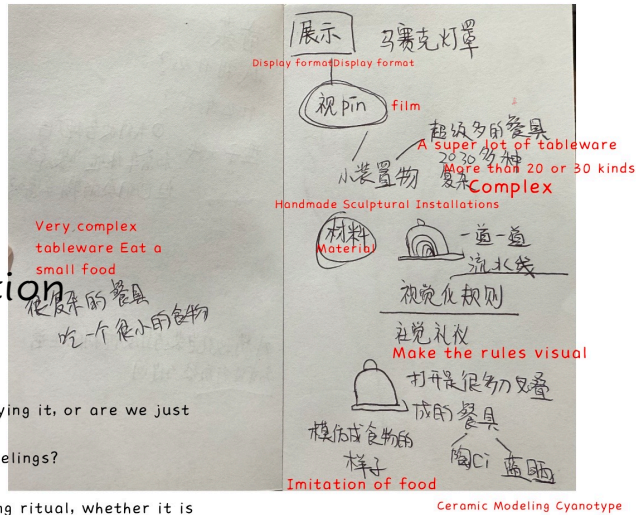 展示
马赛克灯罩
Display formatDisplay format
视pin
film
超级多的餐具
A super lot of tableware
20 30 多种
More than 20 or 30 kinds
小装置物
复杂
Complex
Handmade Sculptural Installations
材料
Material
一道一道
流水线
视觉化规则
社觉礼仪
Make the rules visual
打开是很多刀叉叠
成的餐具
模仿成食物的
样子
Imitation of food
陶Ci
蓝晒
Ceramic Modeling Cyanotype
Very complex
tableware Eat a
small food
tion
很复杂的餐具
吃一个很小的食物
ying it, or are we just
elings?
ng ritual, whether it is